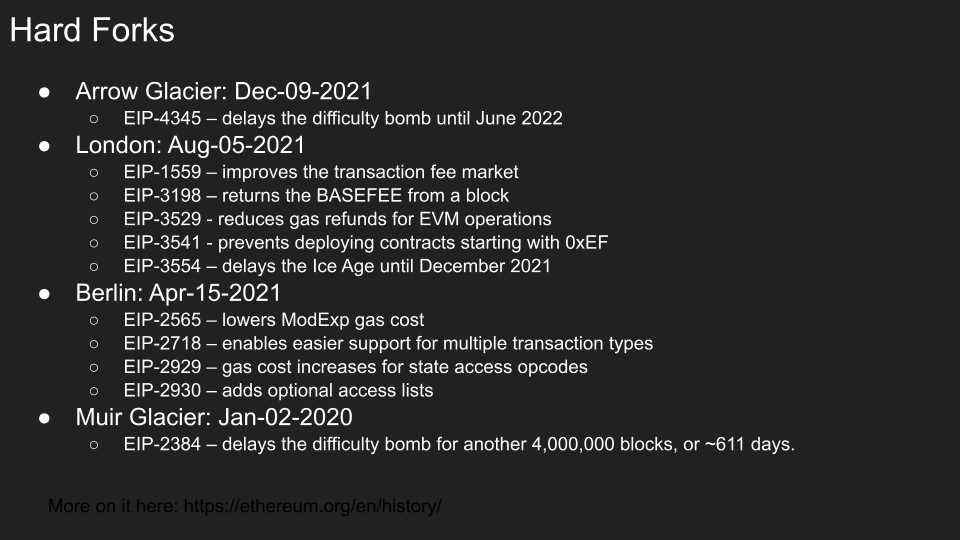 Hard Forks
● Arrow Glacier: Dec-09-2021
○ EIP-4345 – delays the difficulty bomb until June 2022
● London: Aug-05-2021
○ EIP-1559 – improves the transaction fee market
○ EIP-3198 – returns the BASEFEE from a block
○ EIP-3529 - reduces gas refunds for EVM operations
○ EIP-3541 - prevents deploying contracts starting with 0xEF
○ EIP-3554 – delays the Ice Age until December 2021
● Berlin: Apr-15-2021
○ EIP-2565 – lowers ModExp gas cost
○ EIP-2718 – enables easier support for multiple transaction types
○ EIP-2929 – gas cost increases for state access opcodes
○ EIP-2930 – adds optional access lists
● Muir Glacier: Jan-02-2020
○ EIP-2384 – delays the difficulty bomb for another 4,000,000 blocks, or ~611 days.
More on it here: https://ethereum.org/en/history/